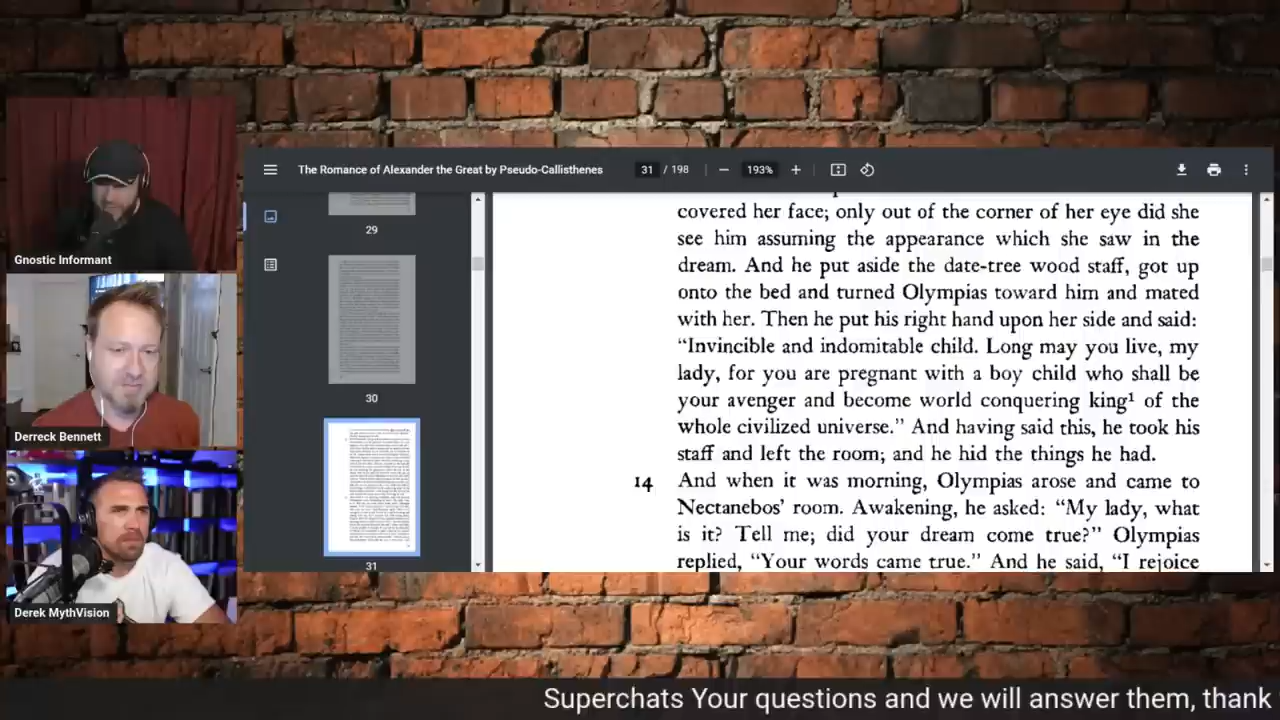 The Romance of Alexander the Great by Pseudo-Callisthenes
31 / 198
193%
29
30
31
covered her face; only out of the corner of her eye did she
see him assuming the appearance which she saw in the
dream. And he put aside the date-tree wood staff, got up
onto the bed and turned Olympias toward him and mated
with her. Then he put his right hand upon her side and said:
“Invincible and indomitable child. Long may you live, my
lady, for you are pregnant with a boy child who shall be
your avenger and become world conquering king¹ of the
whole civilized universe.” And having said this, he took his
staff and left the room; and he hid the things he had.
14 And when it was morning, Olympias arose and came to
Nectanebos' room. Awakening, he asked: “My lady, what
is it? Tell me; did your dream come true?” Olympias
replied, “Your words came true.” And he said, “I rejoice
Gnostic Informant
Derreck Bennett
Derek MythVision
Superchats Your questions and we will answer them, thank